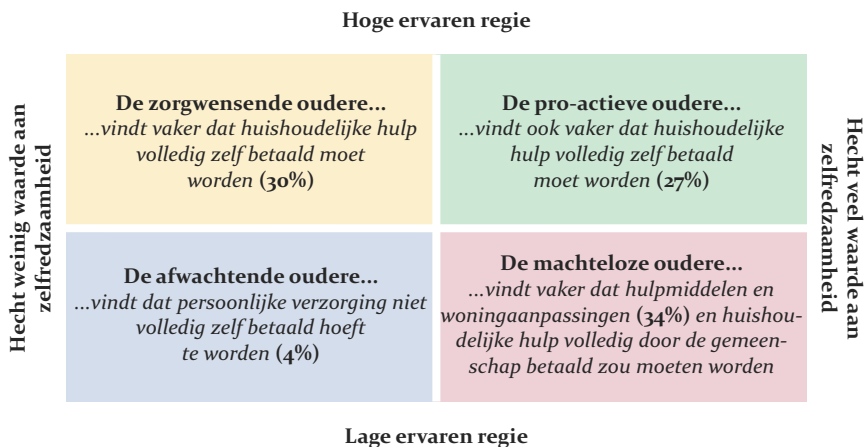 Hoge ervaren regie
Hecht weinig waarde aan
zelfredzaamheid
De zorgwensende oudere...
...vindt vaker dat huishoudelijke hulp
volledig zelf betaald moet
worden (30%)
De pro-actieve oudere...
...vindt ook vaker dat huishoudelijke
hulp volledig zelf betaald
moet worden (27%)
De afwachtende oudere...
...vindt dat persoonlijke verzorging niet
volledig zelf betaald hoeft
te worden (4%)
De machteloze oudere...
...vindt vaker dat hulpmiddelen en
woningaanpassingen (34%) en huishou-
delijke hulp volledig door de gemeen-
schap betaald zou moeten worden
Hecht veel waarde aan
zelfredzaamheid
Lage ervaren regie